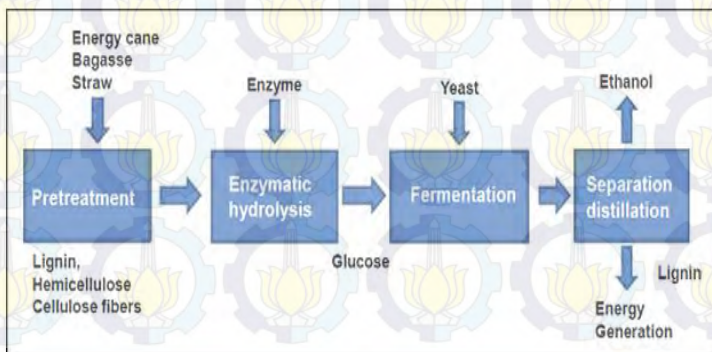 Energy cane
Bagasse
Straw
Enzyme
Yeast
Ethanol
Pretreatment
Enzymatic
hydrolysis
Fermentation
Separation
distillation
Lignin,
Hemicellulose
Cellulose fibers
Glucose
Lignin
Energy
Generation